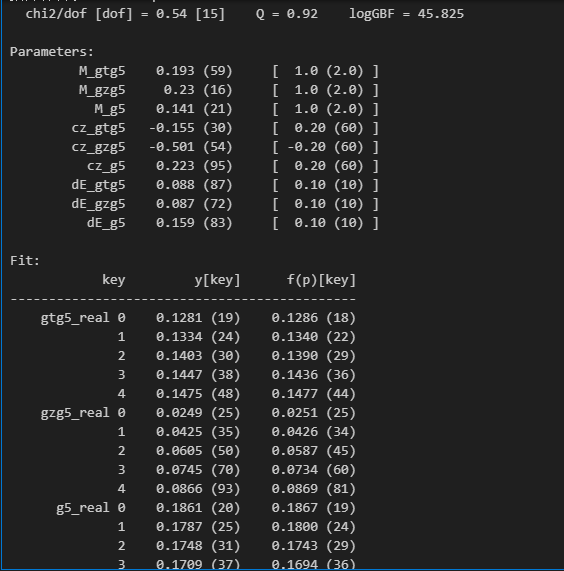 chi2/dof [dof] = 0.54 [15]    Q = 0.92    logGBF = 45.825
Parameters:
M_gtg5    0.193 (59)     [  1.0 (2.0) ]
M_gzg5     0.23 (16)     [  1.0 (2.0) ]
M_g5    0.141 (21)     [  1.0 (2.0) ]
cz_gtg5   -0.155 (30)     [  0.20 (60) ]
cz_gzg5   -0.501 (54)     [ -0.20 (60) ]
cz_g5    0.223 (95)     [  0.20 (60) ]
dE_gtg5    0.088 (87)     [  0.10 (10) ]
dE_gzg5    0.087 (72)     [  0.10 (10) ]
dE_g5    0.159 (83)     [  0.10 (10) ]
Fit:
key         y[key]      f(p)[key]
---------------------------------------------
gtg5_real 0    0.1281 (19)    0.1286 (18)
1    0.1334 (24)    0.1340 (22)
2    0.1403 (30)    0.1390 (29)
3    0.1447 (38)    0.1436 (36)
4    0.1475 (48)    0.1477 (44)
gzg5_real 0    0.0249 (25)    0.0251 (25)
1    0.0425 (35)    0.0426 (34)
2    0.0605 (50)    0.0587 (45)
3    0.0745 (70)    0.0734 (60)
4    0.0866 (93)    0.0869 (81)
g5_real 0    0.1861 (20)    0.1867 (19)
1    0.1787 (25)    0.1800 (24)
2    0.1748 (31)    0.1743 (29)
3    0.1709 (37)    0.1694 (36)